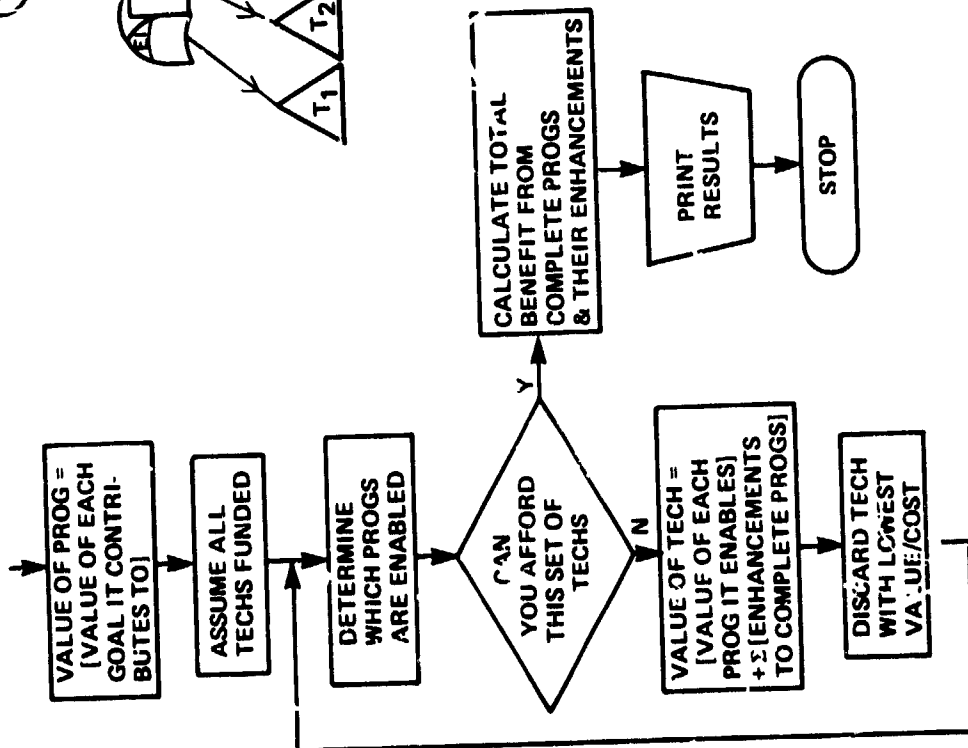 VALUE OF PROG =
[VALUE OF EACH
GOAL IT CONTRI-
BUTES TO]
ASSUME ALL
TECHS FUNDED
DETERMINE
WHICH PROGS
ARE ENABLED
CAN
YOU AFFORD
THIS SET OF
TECHS
Y
N
VALUE OF TECH =
[VALUE OF EACH
PROG IT ENABLES]
+ Σ [ENHANCEMENTS
TO COMPLETE PROGS]
DISCARD TECH
WITH LOWEST
VALUE/COST
CALCULATE TOTAL
BENEFIT FROM
COMPLETE PROGS
& THEIR ENHANCEMENTS
PRINT
RESULTS
STOP
T1
T2